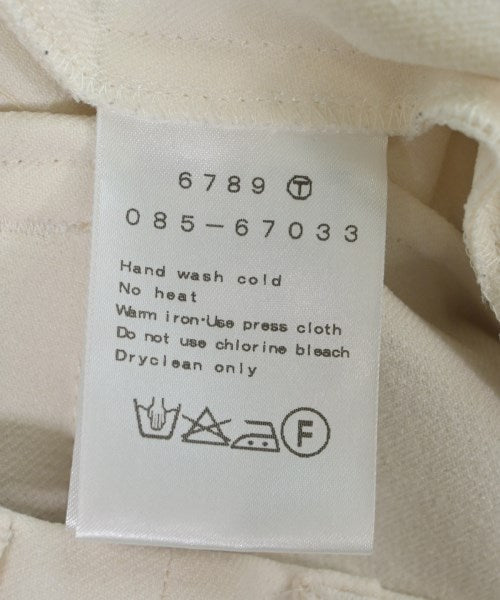 6789 Ⓣ
085-67033
Hand wash cold
No heat
Warm iron·Use press cloth
Do not use chlorine bleach
Dryclean only
F